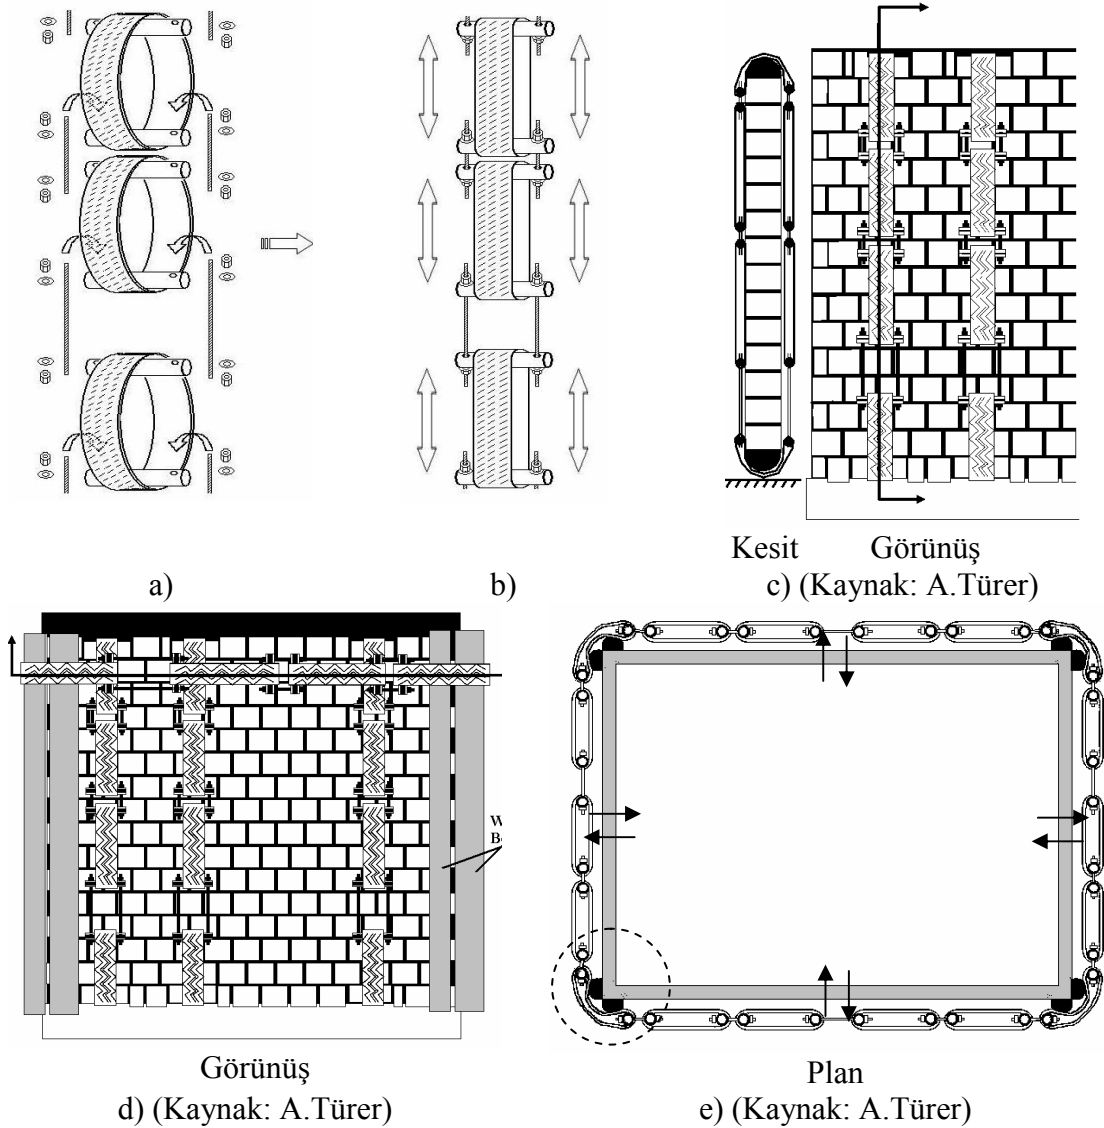 a)
b)
Kesit
Görünüş
c) (Kaynak: A.Türer)
Görünüş
d) (Kaynak: A.Türer)
Plan
e) (Kaynak: A.Türer)